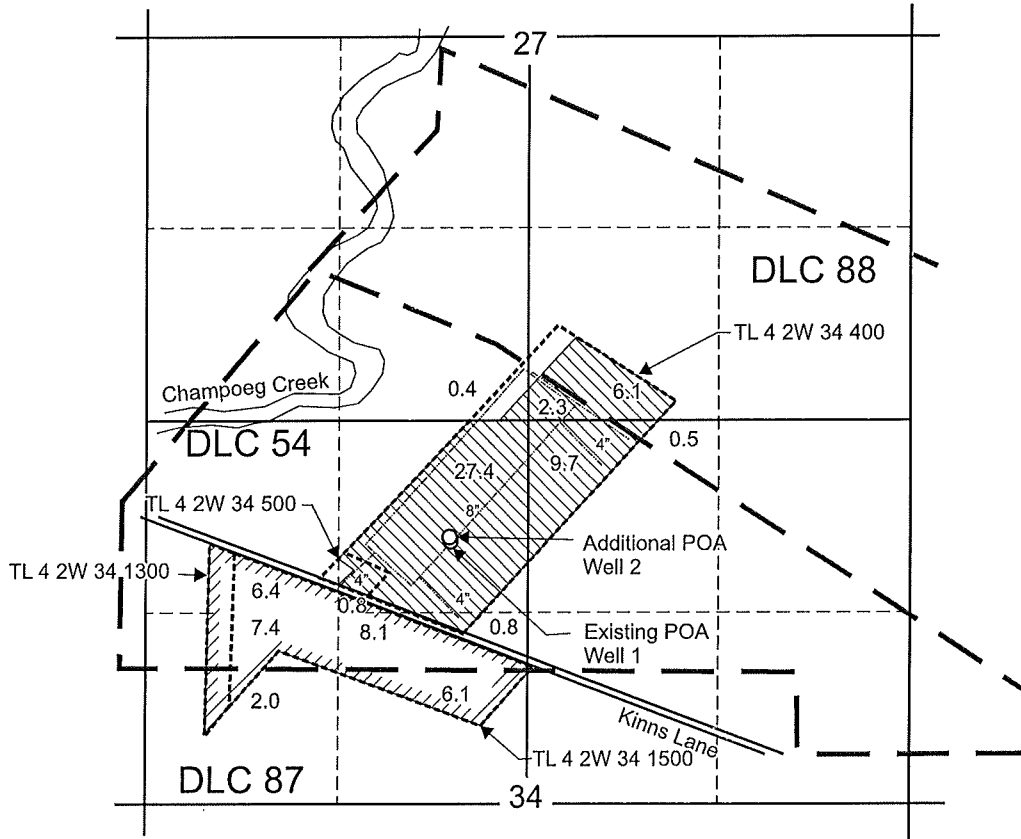 27
DLC 88
TL 4 2W 34 400
Champoeg Creek
0.4
6.1
2.3
4"
0.5
DLC 54
27.4
9.7
TL 4 2W 34 500
8"
Additional POA
Well 2
TL 4 2W 34 1300
6.4
4"
0.8
4"
7.4
8.1
0.8
Existing POA
Well 1
2.0
6.1
Kinns Lane
TL 4 2W 34 1500
DLC 87
34